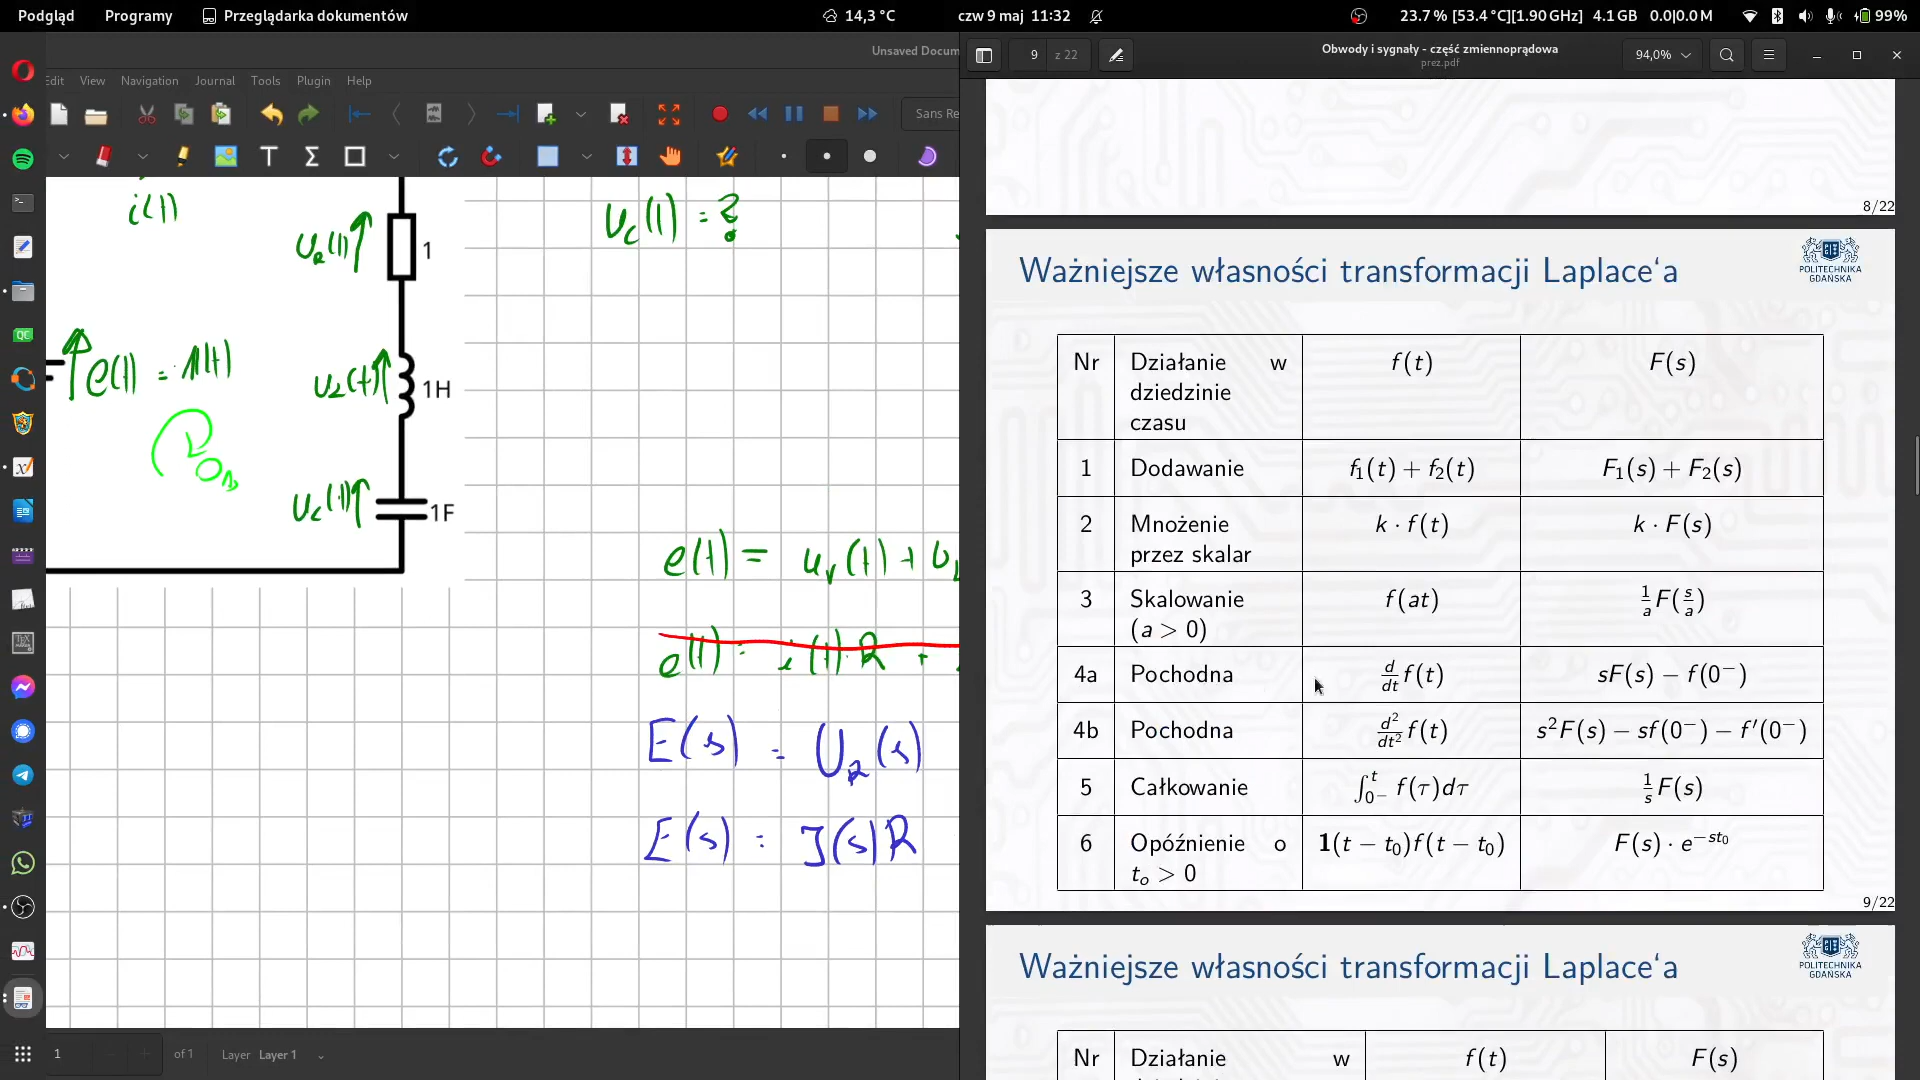 Podgląd Programy Przeglądarka dokumentów 14,3 °C czw 9 maj 11:32 23.7 % [53.4 °C][1.90 GHz] 4.1 GB 0.0|0.0 M 99%
Unsaved Docum
Edit View Navigation Journal Tools Plugin Help
Sans Re
9 z 22
Obwody i sygnały - część zmiennoprądowa
prez.pdf
94,0%
i(t)
u_R(t)
1
e(t) = 1(t)
u_L(t)
1H
O_1
u_c(t)
1F
U_c(t) = ?
e(t) = u_r(t) +
e(t) = i(t)·R +
E(s) = U_R(s)
E(s) = I(s)R
1 of 1 Layer Layer 1
8/22
Ważniejsze własności transformacji Laplace‘a
POLITECHNIKA
GDAŃSKA
Nr Działanie w dziedzinie czasu f(t) F(s)
1 Dodawanie f₁(t) + f₂(t) F₁(s) + F₂(s)
2 Mnożenie przez skalar k · f(t) k · F(s)
3 Skalowanie (a > 0) f(at) 1/a F(s/a)
4a Pochodna d/dt f(t) sF(s) − f(0⁻)
4b Pochodna d²/dt² f(t) s²F(s) − sf(0⁻) − f′(0⁻)
5 Całkowanie ∫₀₋ᵗ f(τ)dτ 1/s F(s)
6 Opóźnienie o tₒ > 0 1(t − t₀)f(t − t₀) F(s) · e^(−st₀)
9/22
Ważniejsze własności transformacji Laplace‘a
POLITECHNIKA
GDAŃSKA
Nr Działanie w f(t) F(s)